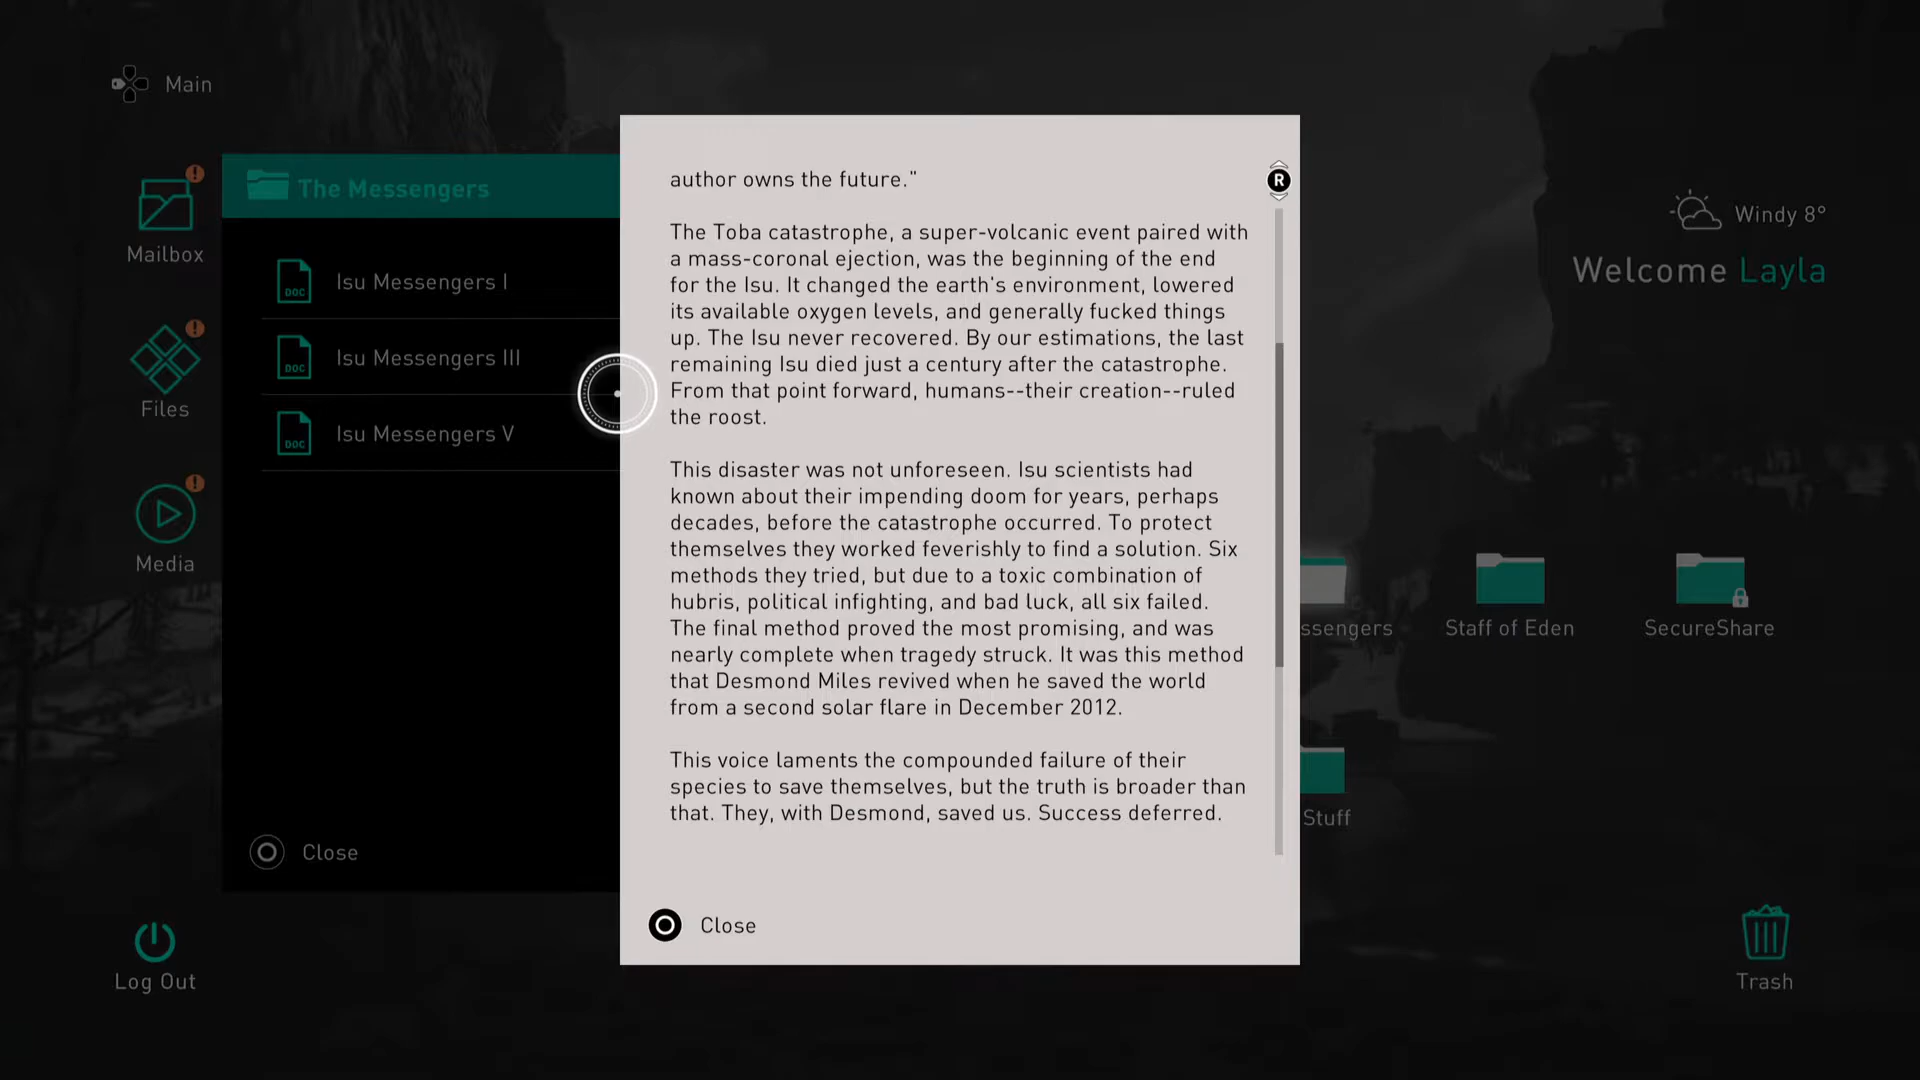 Main
Mailbox
Files
Media
Log Out
The Messengers
DOC
Isu Messengers I
DOC
Isu Messengers III
DOC
Isu Messengers V
Close
R
author owns the future."
The Toba catastrophe, a super-volcanic event paired with
a mass-coronal ejection, was the beginning of the end
for the Isu. It changed the earth's environment, lowered
its available oxygen levels, and generally fucked things
up. The Isu never recovered. By our estimations, the last
remaining Isu died just a century after the catastrophe.
From that point forward, humans--their creation--ruled
the roost.
This disaster was not unforeseen. Isu scientists had
known about their impending doom for years, perhaps
decades, before the catastrophe occurred. To protect
themselves they worked feverishly to find a solution. Six
methods they tried, but due to a toxic combination of
hubris, political infighting, and bad luck, all six failed.
The final method proved the most promising, and was
nearly complete when tragedy struck. It was this method
that Desmond Miles revived when he saved the world
from a second solar flare in December 2012.
This voice laments the compounded failure of their
species to save themselves, but the truth is broader than
that. They, with Desmond, saved us. Success deferred.
Close
Windy 8°
Welcome Layla
ssengers
Staff of Eden
SecureShare
Stuff
Trash